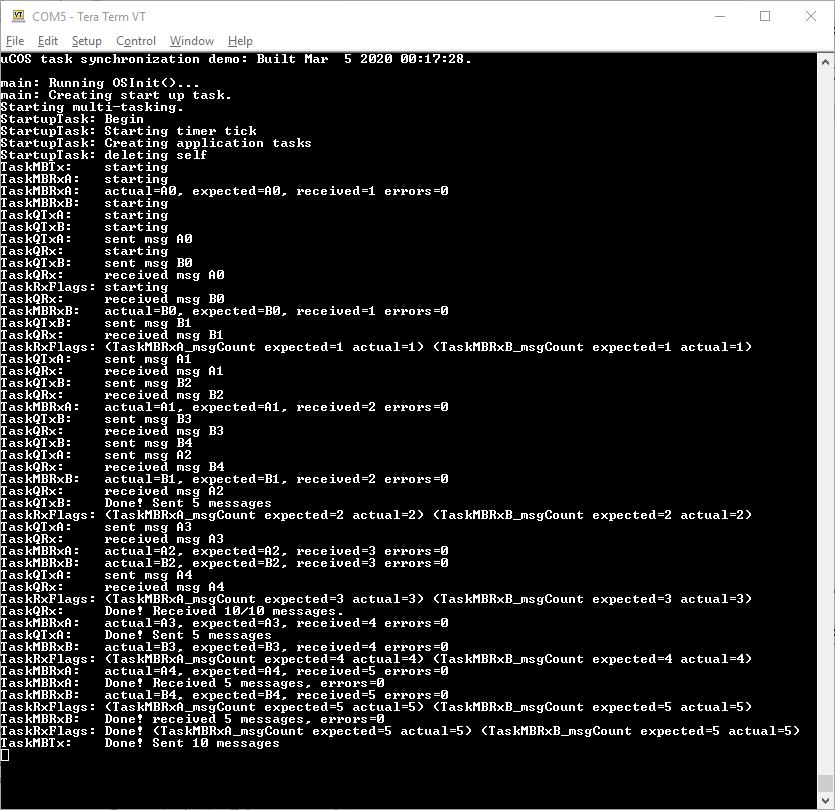 COM5 - Tera Term VT
File Edit Setup Control Window Help
uCOS task synchronization demo: Built Mar  5 2020 00:17:28.
main: Running OSInit()...
main: Creating start up task.
Starting multi-tasking.
StartupTask: Begin
StartupTask: Starting timer tick
StartupTask: Creating application tasks
StartupTask: deleting self
TaskMBTx:    starting
TaskMBRxA:   starting
TaskMBRxA:   actual=A0, expected=A0, received=1 errors=0
TaskMBRxB:   starting
TaskQTxA:    starting
TaskQTxB:    starting
TaskQTxA:    sent msg A0
TaskQRx:     starting
TaskQTxB:    sent msg B0
TaskQRx:     received msg A0
TaskRxFlags: starting
TaskQRx:     received msg B0
TaskMBRxB:   actual=B0, expected=B0, received=1 errors=0
TaskQTxB:    sent msg B1
TaskQRx:     received msg B1
TaskRxFlags: (TaskMBRxA_msgCount expected=1 actual=1) (TaskMBRxB_msgCount expected=1 actual=1)
TaskQTxA:    sent msg A1
TaskQRx:     received msg A1
TaskQTxB:    sent msg B2
TaskQRx:     received msg B2
TaskMBRxA:   actual=A1, expected=A1, received=2 errors=0
TaskQTxB:    sent msg B3
TaskQRx:     received msg B3
TaskQTxB:    sent msg B4
TaskQTxA:    sent msg A2
TaskQRx:     received msg B4
TaskMBRxB:   actual=B1, expected=B1, received=2 errors=0
TaskQRx:     received msg A2
TaskQTxB:    Done! Sent 5 messages
TaskRxFlags: (TaskMBRxA_msgCount expected=2 actual=2) (TaskMBRxB_msgCount expected=2 actual=2)
TaskQTxA:    sent msg A3
TaskQRx:     received msg A3
TaskMBRxA:   actual=A2, expected=A2, received=3 errors=0
TaskMBRxB:   actual=B2, expected=B2, received=3 errors=0
TaskQTxA:    sent msg A4
TaskQRx:     received msg A4
TaskRxFlags: (TaskMBRxA_msgCount expected=3 actual=3) (TaskMBRxB_msgCount expected=3 actual=3)
TaskQRx:     Done! Received 10/10 messages.
TaskMBRxA:   actual=A3, expected=A3, received=4 errors=0
TaskQTxA:    Done! Sent 5 messages
TaskMBRxB:   actual=B3, expected=B3, received=4 errors=0
TaskRxFlags: (TaskMBRxA_msgCount expected=4 actual=4) (TaskMBRxB_msgCount expected=4 actual=4)
TaskMBRxA:   actual=A4, expected=A4, received=5 errors=0
TaskMBRxA:   Done! Received 5 messages, errors=0
TaskMBRxB:   actual=B4, expected=B4, received=5 errors=0
TaskRxFlags: (TaskMBRxA_msgCount expected=5 actual=5) (TaskMBRxB_msgCount expected=5 actual=5)
TaskMBRxB:   Done! received 5 messages, errors=0
TaskRxFlags: Done! (TaskMBRxA_msgCount expected=5 actual=5) (TaskMBRxB_msgCount expected=5 actual=5)
TaskMBTx:    Done! Sent 10 messages